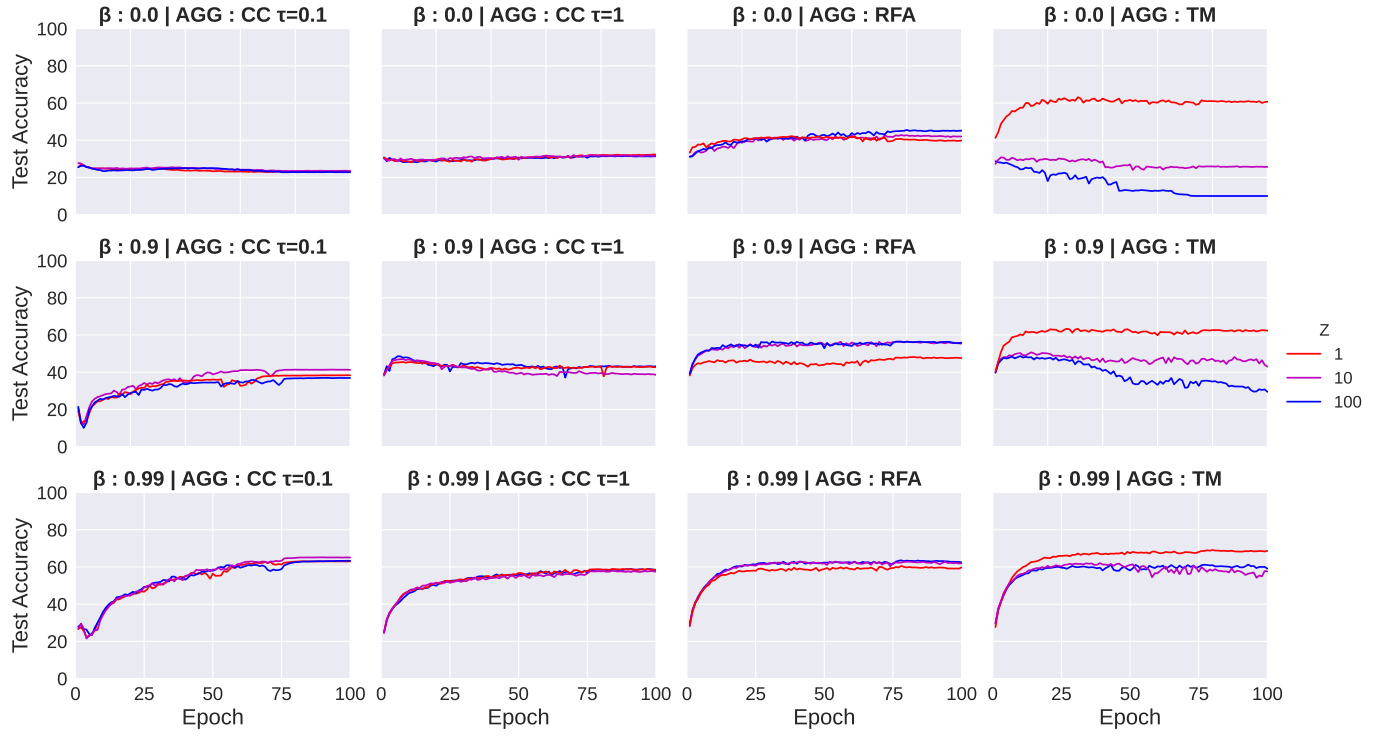 β : 0.0 | AGG : CC τ=0.1
β : 0.0 | AGG : CC τ=1
β : 0.0 | AGG : RFA
β : 0.0 | AGG : TM
100
80
60
40
20
0
Test Accuracy
β : 0.9 | AGG : CC τ=0.1
β : 0.9 | AGG : CC τ=1
β : 0.9 | AGG : RFA
β : 0.9 | AGG : TM
100
80
60
40
20
0
Test Accuracy
Z
1
10
100
β : 0.99 | AGG : CC τ=0.1
β : 0.99 | AGG : CC τ=1
β : 0.99 | AGG : RFA
β : 0.99 | AGG : TM
100
80
60
40
20
0
Test Accuracy
0 25 50 75 100
0 25 50 75 100
0 25 50 75 100
0 25 50 75 100
Epoch
Epoch
Epoch
Epoch